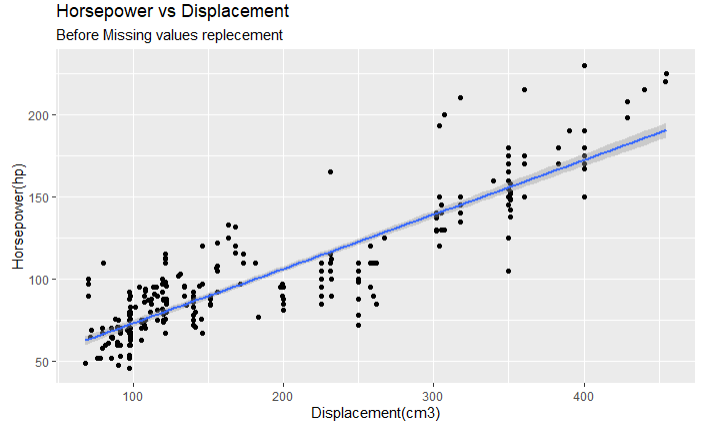 Horsepower vs Displacement
Before Missing values replecement
200
150
100
50
Horsepower(hp)
100
200
300
400
Displacement(cm3)